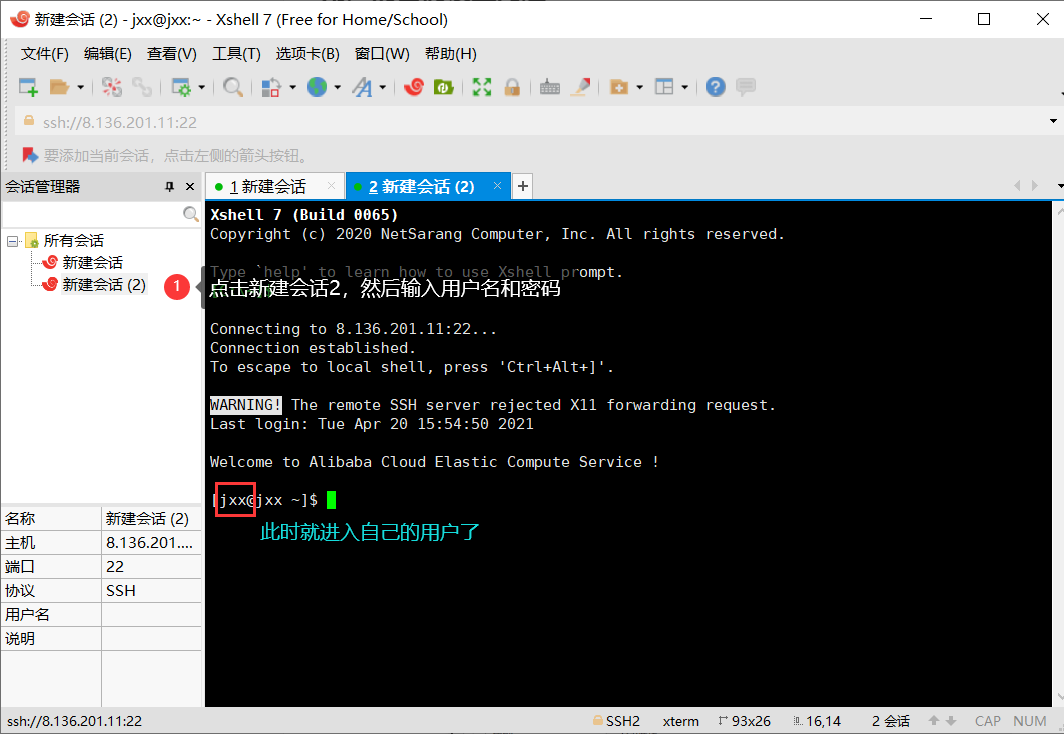 新建会话 (2) - jxx@jxx:~ - Xshell 7 (Free for Home/School)
文件(F) 编辑(E) 查看(V) 工具(T) 选项卡(B) 窗口(W) 帮助(H)
ssh://8.136.201.11:22
要添加当前会话，点击左侧的箭头按钮。
会话管理器
1 新建会话
2 新建会话 (2)
所有会话
新建会话
新建会话 (2)
Xshell 7 (Build 0065)
Copyright (c) 2020 NetSarang Computer, Inc. All rights reserved.
Type `help' to learn how to use Xshell prompt.
1
点击新建会话2，然后输入用户名和密码
Connecting to 8.136.201.11:22...
Connection established.
To escape to local shell, press 'Ctrl+Alt+]'.
WARNING! The remote SSH server rejected X11 forwarding request.
Last login: Tue Apr 20 15:54:50 2021
Welcome to Alibaba Cloud Elastic Compute Service !
[jxx@jxx ~]$
此时就进入自己的用户了
名称 新建会话 (2)
主机 8.136.201....
端口 22
协议 SSH
用户名
说明
ssh://8.136.201.11:22 SSH2 xterm 93x26 16,14 2 会话 CAP NUM